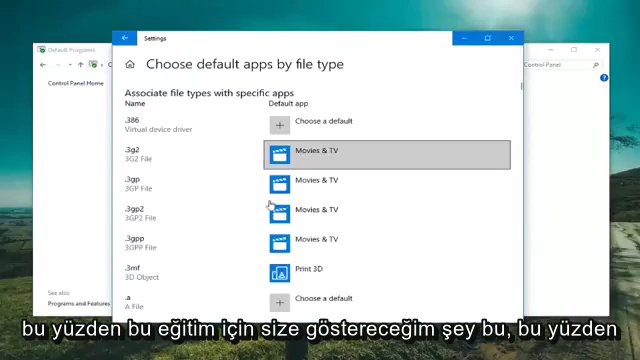 Default Programs
Settings
Control Panel Home
Control Panel
Choose default apps by file type
Associate file types with specific apps
Name
Default app
.386
Virtual device driver
Choose a default
.3g2
3G2 File
Movies & TV
.3gp
3GP File
Movies & TV
.3gp2
3GP2 File
Movies & TV
.3gpp
3GPP File
Movies & TV
.3mf
3D Object
Print 3D
.a
A File
Choose a default
See also
Programs and Features
bu yüzden bu eğitim için size göstereceğim şey bu, bu yüzden